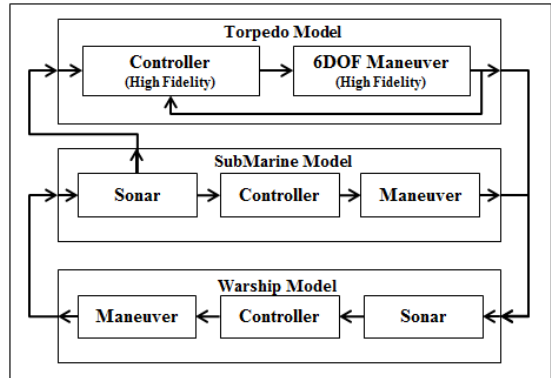 Torpedo Model
Controller
(High Fidelity)
6DOF Maneuver
(High Fidelity)
SubMarine Model
Sonar
Controller
Maneuver
Warship Model
Maneuver
Controller
Sonar